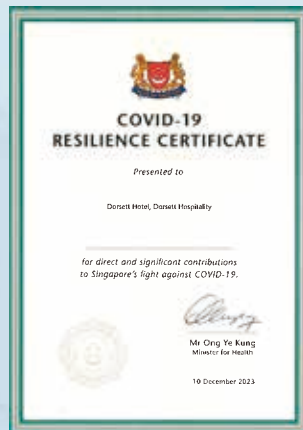 COVID-19
RESILIENCE CERTIFICATE
Presented to
Dorsett Hotel, Dorsett Hospitality
for direct and significant contributions
to Singapore's fight against COVID-19.
Mr Ong Ye Kung
Minister for Health
10 December 2023